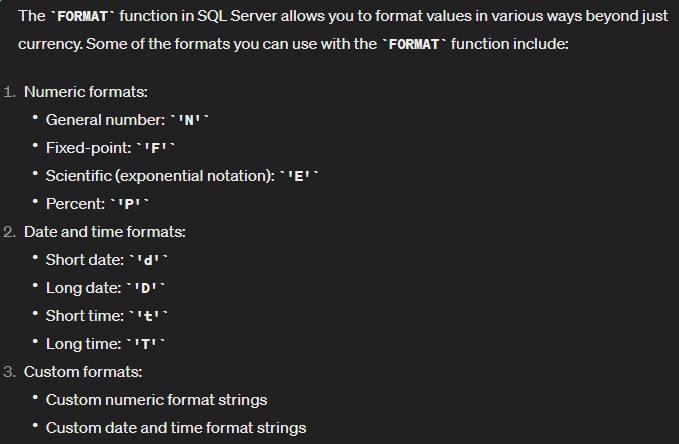 The `FORMAT` function in SQL Server allows you to format values in various ways beyond just
currency. Some of the formats you can use with the `FORMAT` function include:
1. Numeric formats:
• General number: `'N'`
• Fixed-point: `'F'`
• Scientific (exponential notation): `'E'`
• Percent: `'P'`
2. Date and time formats:
• Short date: `'d'`
• Long date: `'D'`
• Short time: `'t'`
• Long time: `'T'`
3. Custom formats:
• Custom numeric format strings
• Custom date and time format strings